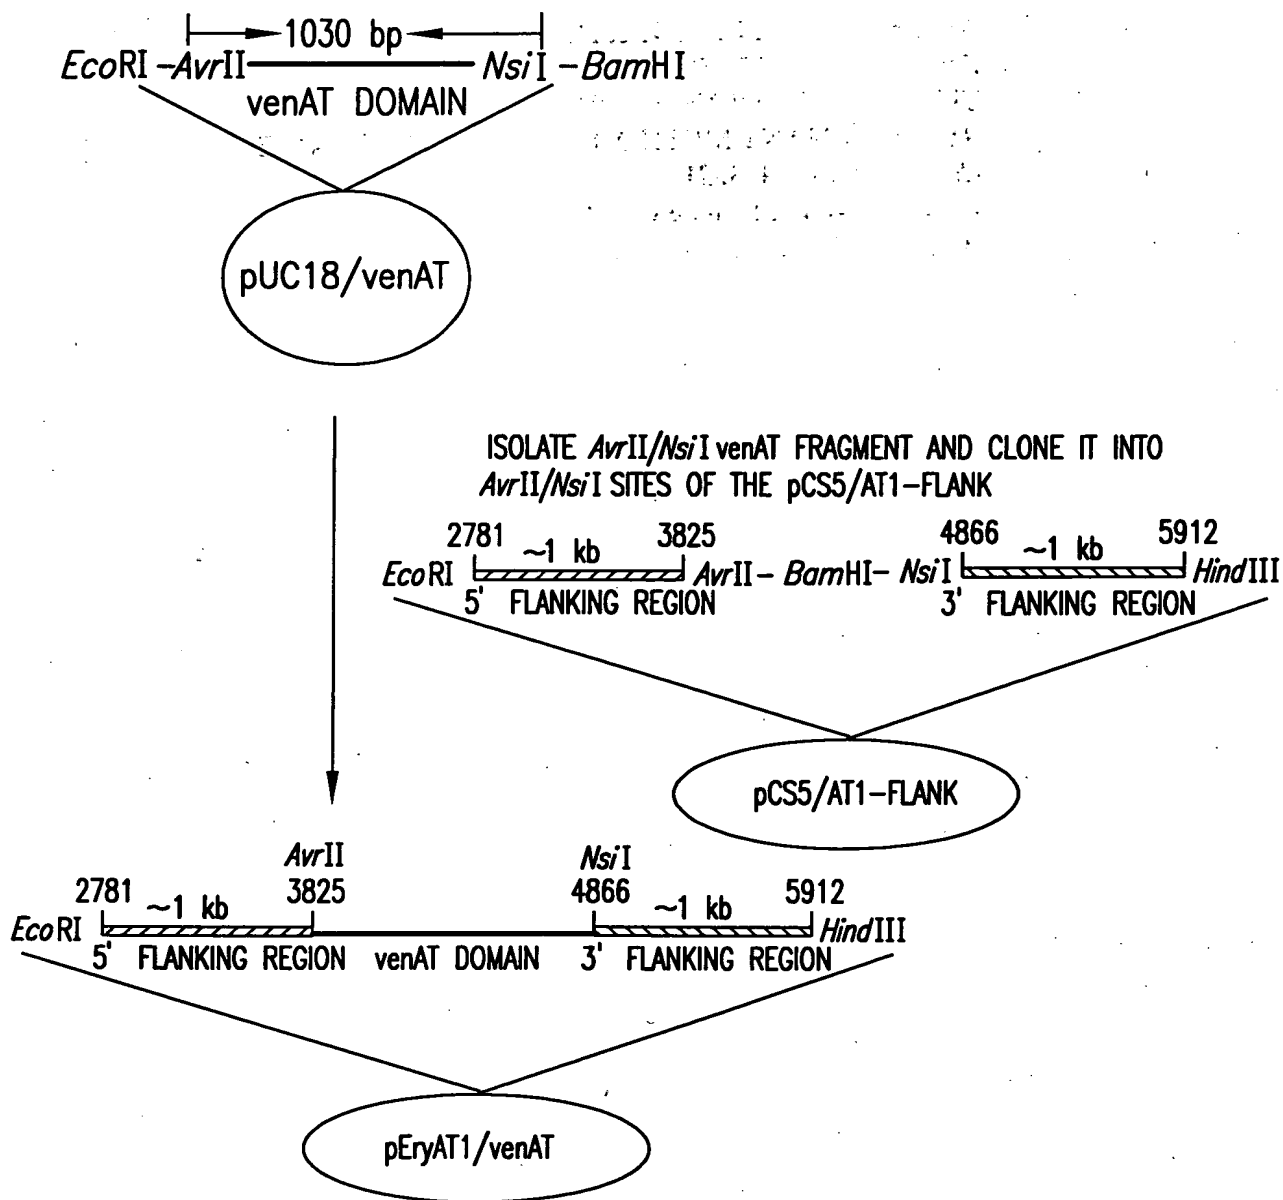 1030 bp
EcoRI -AvrII NsiI -BamHI
venAT DOMAIN
pUC18/venAT
ISOLATE AvrII/NsiI venAT FRAGMENT AND CLONE IT INTO
AvrII/NsiI SITES OF THE pCS5/AT1-FLANK
2781 ~1 kb 3825 4866 ~1 kb 5912
EcoRI AvrII- BamHI- NsiI HindIII
5' FLANKING REGION 3' FLANKING REGION
pCS5/AT1-FLANK
AvrII NsiI
2781 ~1 kb 3825 4866 ~1 kb 5912
EcoRI HindIII
5' FLANKING REGION venAT DOMAIN 3' FLANKING REGION
pEryAT1/venAT